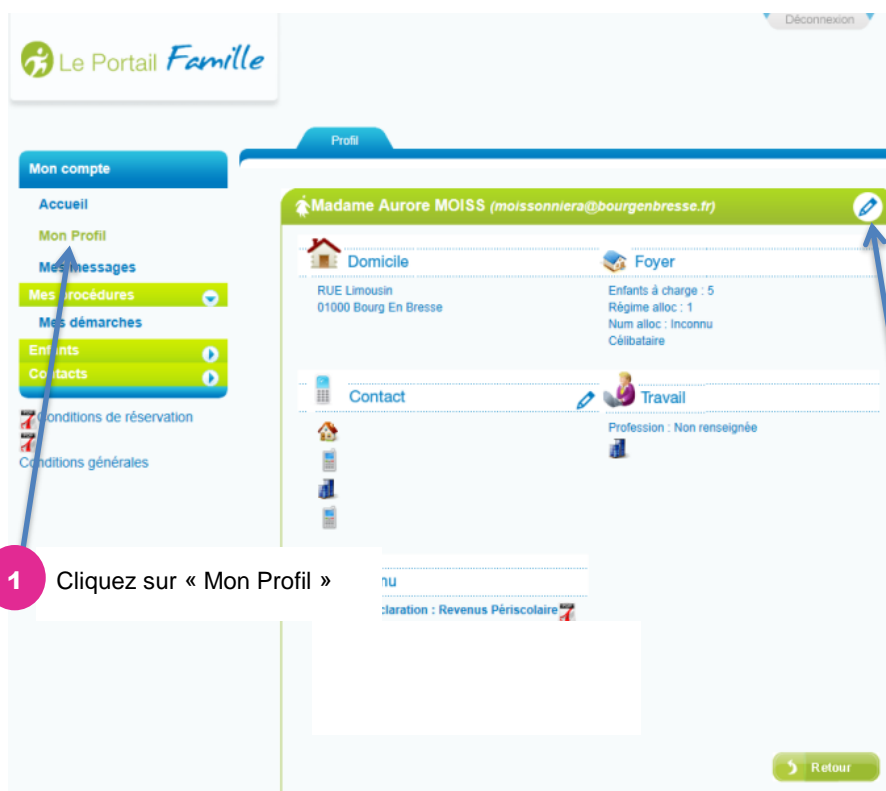 Déconnexion
Le Portail Famille
Profil
Mon compte
Accueil
Mon Profil
Mes messages
Mes procédures
Mes démarches
Enfants
Contacts
Conditions de réservation
Conditions générales
Madame Aurore MOISS (moissonniera@bourgenbresse.fr)
Domicile
RUE Limousin
01000 Bourg En Bresse
Foyer
Enfants à charge : 5
Régime alloc : 1
Num alloc : Inconnu
Célibataire
Contact
Travail
Profession : Non renseignée
1 Cliquez sur « Mon Profil »
nu
claration : Revenus Périscolaire
Retour